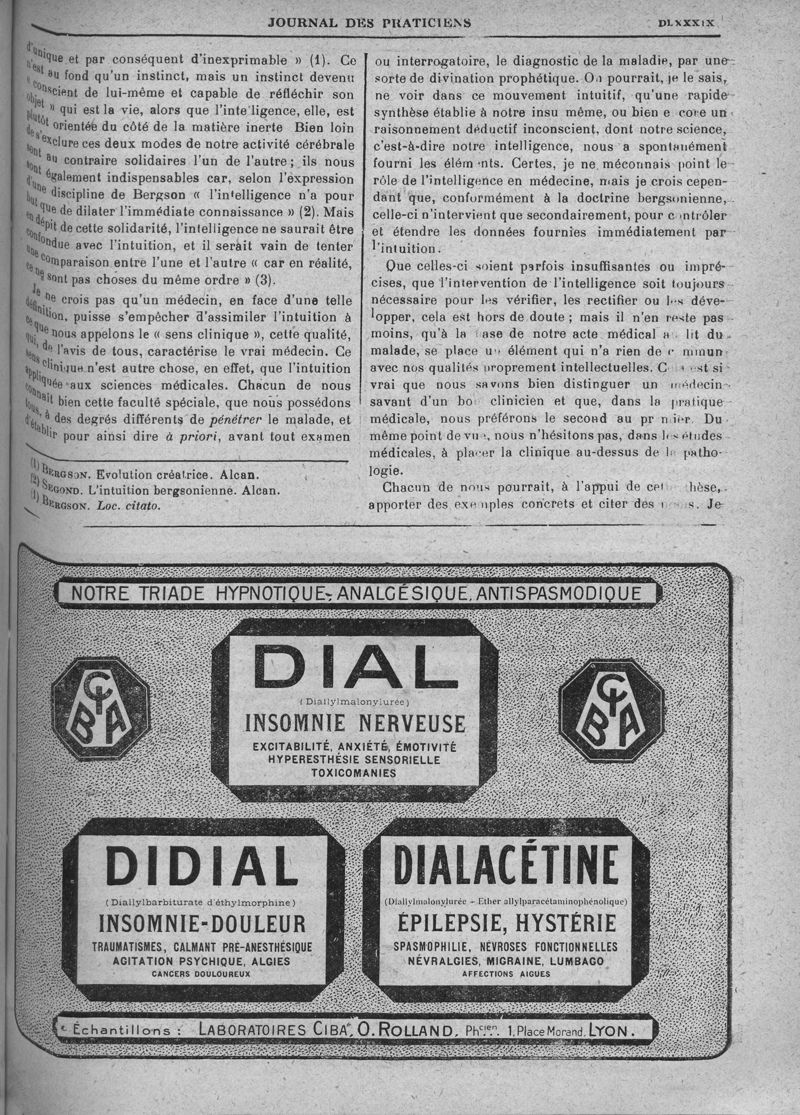 JOURNAL DES PRATICIENS
DLXXXIX
d'unique et par conséquent d'inexprimable » (1). Ce
n'est au fond qu'un instinct, mais un instinct devenu
« conscient de lui-même et capable de réfléchir son
objet » qui est la vie, alors que l'intelligence, elle, est
plutôt orientée du côté de la matière inerte Bien loin
de s'exclure ces deux modes de notre activité cérébrale
sont au contraire solidaires l'un de l'autre ; ils nous
sont également indispensables car, selon l'expression
d'une discipline de Bergson « l'intelligence n'a pour
but que de dilater l'immédiate connaissance » (2). Mais
en dépit de cette solidarité, l'intelligence ne saurait être
confondue avec l'intuition, et il serait vain de tenter
une comparaison entre l'une et l'autre « car en réalité,
ce ne sont pas choses du même ordre » (3).
Je ne crois pas qu'un médecin, en face d'une telle
définition, puisse s'empêcher d'assimiler l'intuition à
ce que nous appelons le « sens clinique », cette qualité,
qui, de l'avis de tous, caractérise le vrai médecin. Ce
sens clinique n'est autre chose, en effet, que l'intuition
appliquée aux sciences médicales. Chacun de nous
connait bien cette faculté spéciale, que nous possédons
tous, à des degrés différents de pénétrer le malade, et
d'établir pour ainsi dire à priori, avant tout examen
(1) BERGSON. Evolution créatrice. Alcan.
(2) SEGOND. L'intuition bergsonienne. Alcan.
(1) BERGSON. Loc. citato.
ou interrogatoire, le diagnostic de la maladie, par une
sorte de divination prophétique. On pourrait, je le sais,
ne voir dans ce mouvement intuitif, qu'une rapide
synthèse établie à notre insu même, ou bien e core un
raisonnement déductif inconscient, dont notre science,
c'est-à-dire notre intelligence, nous a spontanément
fourni les élém nts. Certes, je ne méconnais point le
rôle de l'intelligence en médecine, mais je crois cepen-
dant que, conformément à la doctrine bergsonienne,
celle-ci n'intervient que secondairement, pour c ntrôler
et étendre les données fournies immédiatement par
l'intuition.
Que celles-ci soient parfois insuffisantes ou impré-
cises, que l'intervention de l'intelligence soit toujours
nécessaire pour les vérifier, les rectifier ou les déve-
lopper, cela est hors de doute ; mais il n'en reste pas
moins, qu'à la ase de notre acte médical a lit du
malade, se place un élément qui n'a rien de c mmun
avec nos qualités proprement intellectuelles. C est si
vrai que nous savons bien distinguer un médecin
savant d'un bo clinicien et que, dans la pratique
médicale, nous préférons le second au pr mier. Du
même point de vue, nous n'hésitons pas, dans les études
médicales, à placer la clinique au-dessus de la patho-
logie.
Chacun de nous pourrait, à l'appui de cet hèse,
apporter des exemples concrets et citer des Je
NOTRE TRIADE HYPNOTIQUE, ANALGÉSIQUE, ANTISPASMODIQUE
CIBA
DIAL
(Diallylmalonylurée)
INSOMNIE NERVEUSE
EXCITABILITÉ, ANXIÉTÉ, ÉMOTIVITÉ
HYPERESTHÉSIE SENSORIELLE
TOXICOMANIES
CIBA
DIDIAL
(Diallylbarbiturate d'éthylmorphine)
INSOMNIE-DOULEUR
TRAUMATISMES, CALMANT PRE-ANESTHÉSIQUE
AGITATION PSYCHIQUE, ALGIES
CANCERS DOULOUREUX
DIALACÉTINE
(Diallylmalonylurée - Ether allylparacétaminophénolique)
ÉPILEPSIE, HYSTÉRIE
SPASMOPHILIE, NÉVROSES FONCTIONNELLES
NÉVRALGIES, MIGRAINE, LUMBAGO
AFFECTIONS AIGUES
Échantillons : LABORATOIRES CIBA, O. ROLLAND, Phcien. 1, Place Morand, LYON.